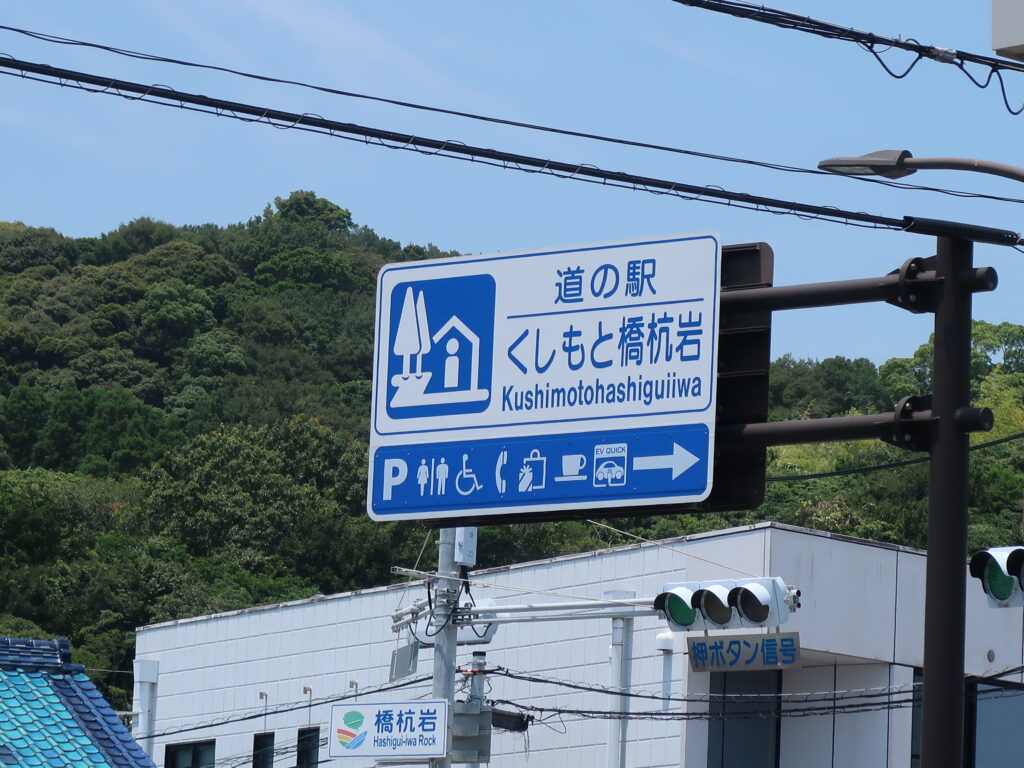 道の駅
くしもと橋杭岩
Kushimotohashiguiiwa
P
EV QUICK
押ボタン信号
橋杭岩
Hashigui-iwa Rock